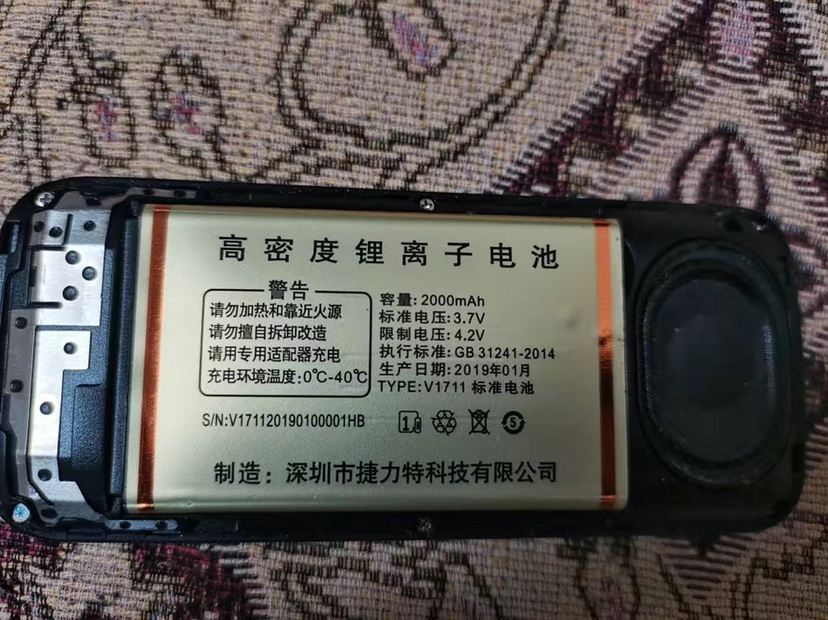 高密度锂离子电池
警告
请勿加热和靠近火源
请勿擅自拆卸改造
请用专用适配器充电
充电环境温度:0℃-40℃
容量:2000mAh
标准电压:3.7V
限制电压:4.2V
执行标准:GB 31241-2014
生产日期:2019年01月
TYPE:V1711 标准电池
S/N:V171120190100001HB
1
5
制造:深圳市捷力特科技有限公司